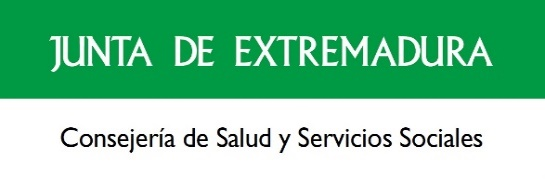 JUNTA DE EXTREMADURA
Consejería de Salud y Servicios Sociales